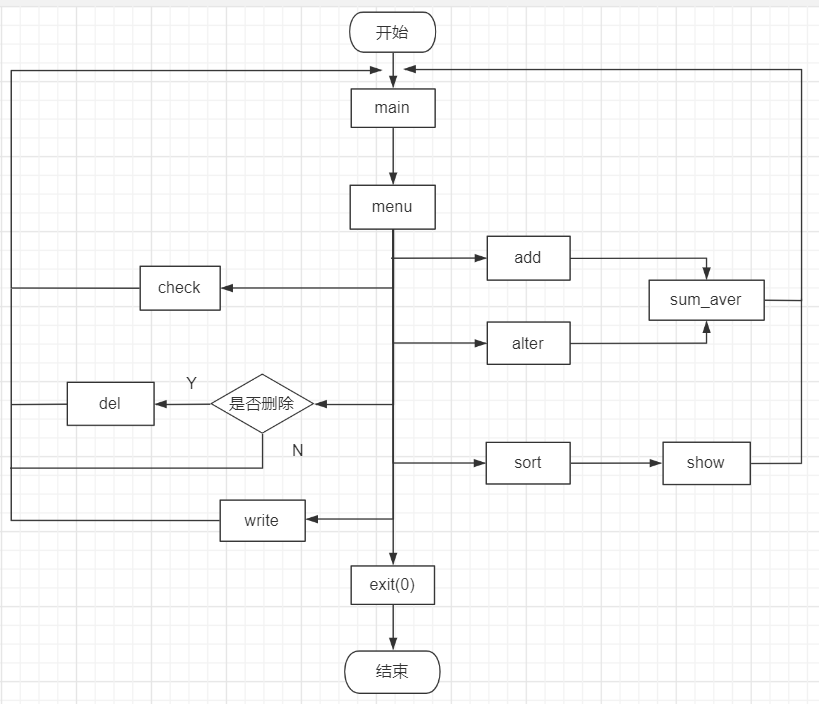 开始
main
menu
add
check
sum_aver
alter
Y
del
是否删除
N
sort
show
write
exit(0)
结束